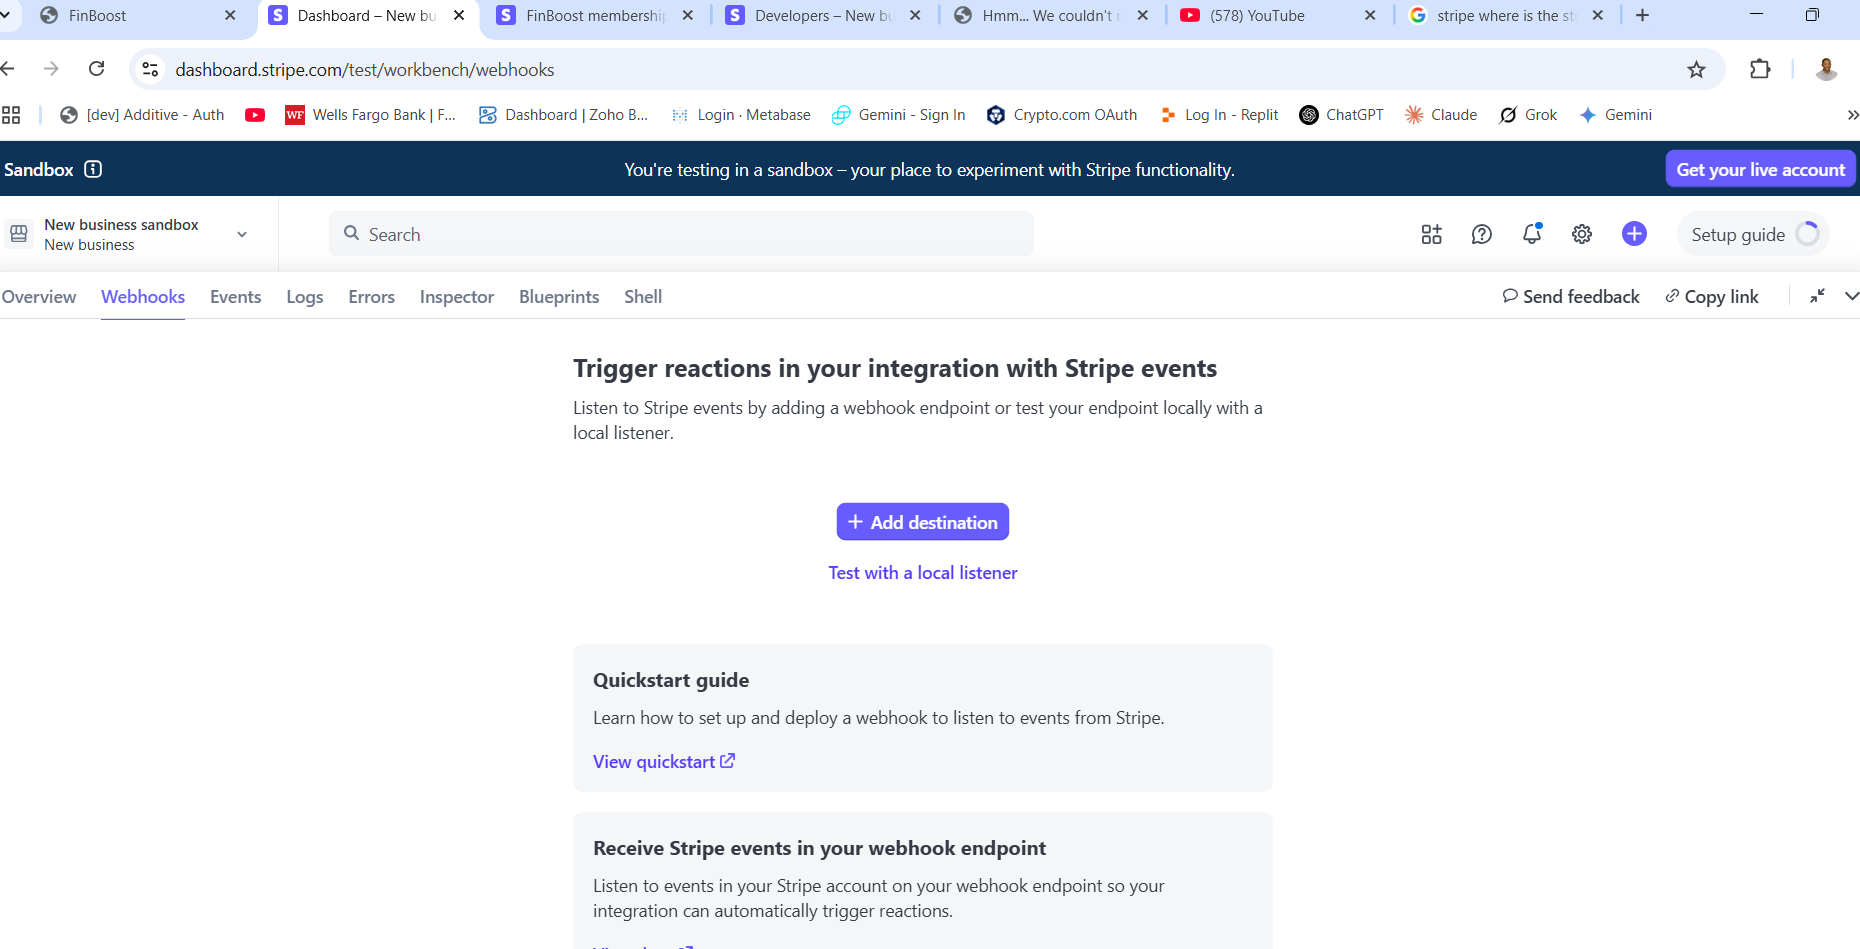 FinBoost
Dashboard – New bu
FinBoost membership
Developers – New bu
Hmm... We couldn't r
(578) YouTube
stripe where is the st
dashboard.stripe.com/test/workbench/webhooks
[dev] Additive - Auth
WF
Wells Fargo Bank | F...
Dashboard | Zoho B...
Login · Metabase
Gemini - Sign In
Crypto.com OAuth
Log In - Replit
ChatGPT
Claude
Grok
Gemini
Sandbox
You're testing in a sandbox – your place to experiment with Stripe functionality.
Get your live account
New business sandbox
New business
Search
Setup guide
Overview
Webhooks
Events
Logs
Errors
Inspector
Blueprints
Shell
Send feedback
Copy link
Trigger reactions in your integration with Stripe events
Listen to Stripe events by adding a webhook endpoint or test your endpoint locally with a
local listener.
+ Add destination
Test with a local listener
Quickstart guide
Learn how to set up and deploy a webhook to listen to events from Stripe.
View quickstart
Receive Stripe events in your webhook endpoint
Listen to events in your Stripe account on your webhook endpoint so your
integration can automatically trigger reactions.